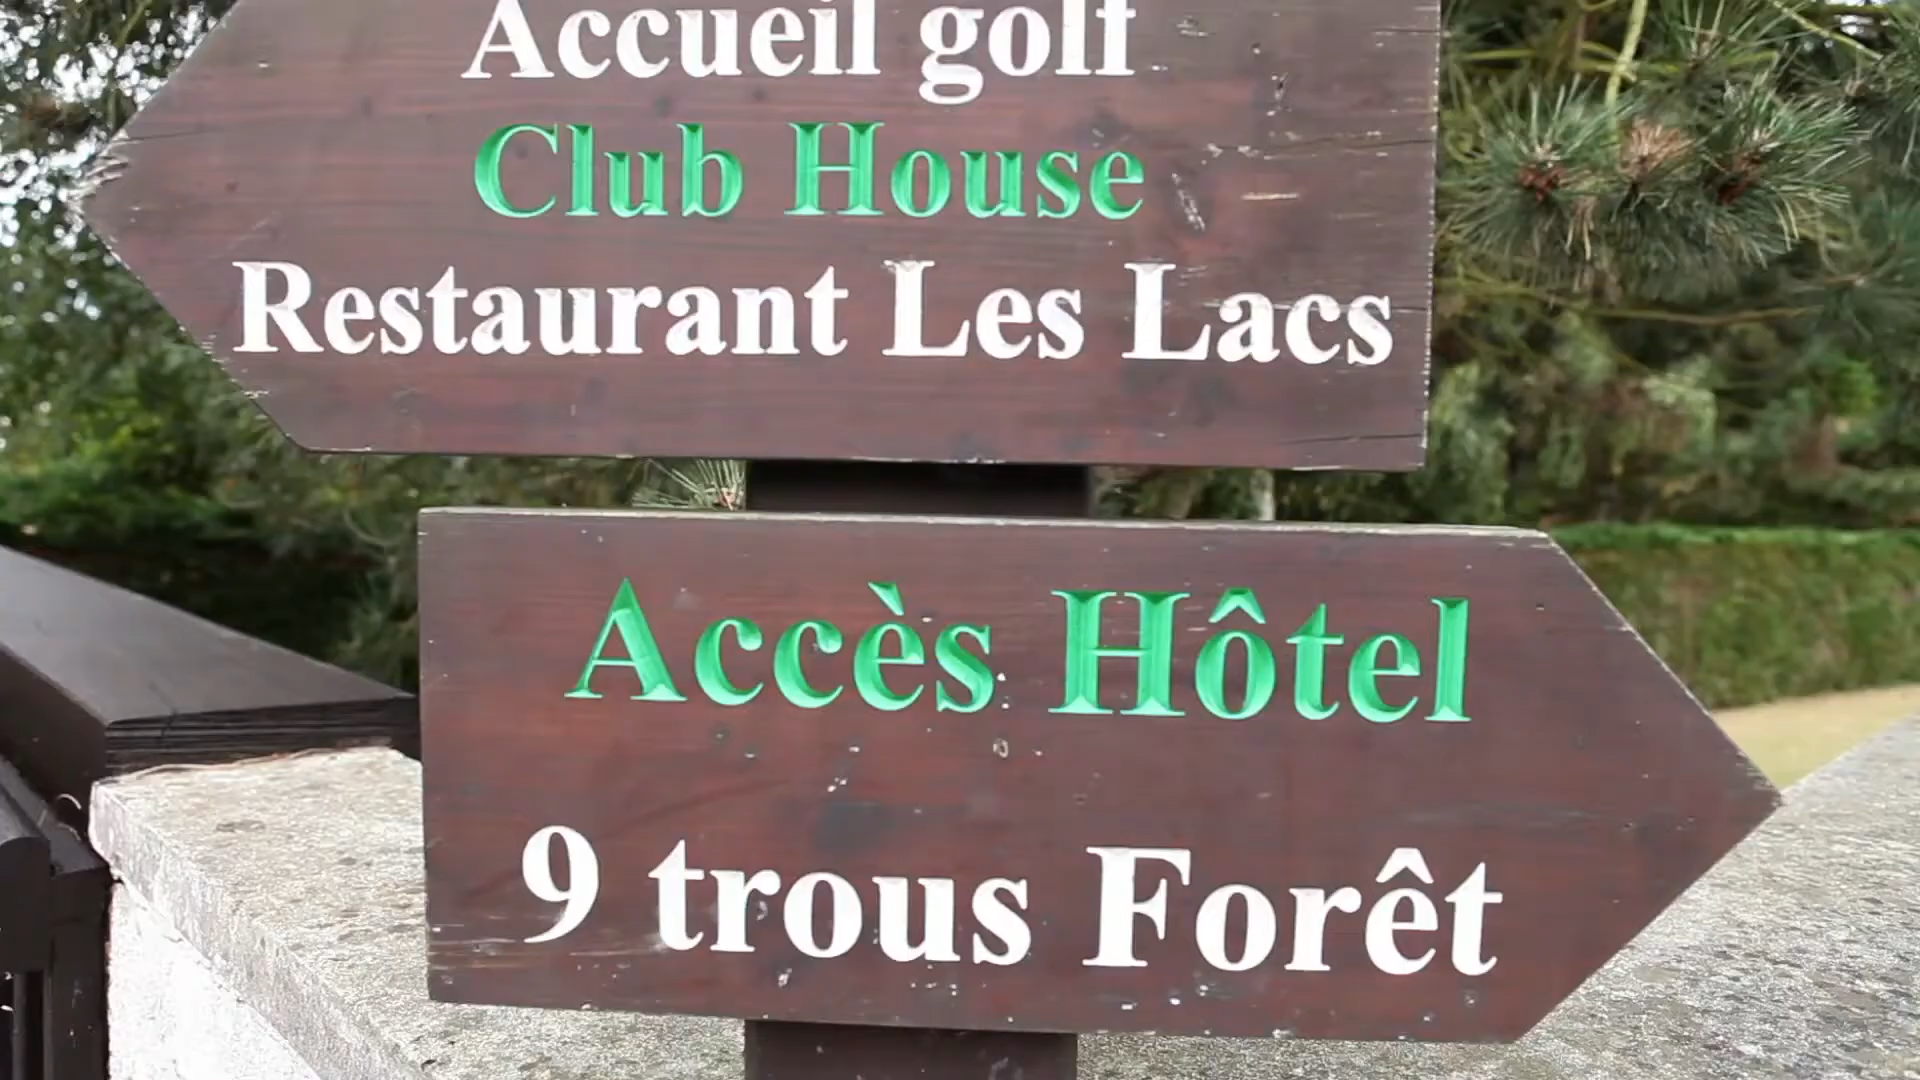 Accueil golf
Club House
Restaurant Les Lacs
Accès Hôtel
9 trous Forêt